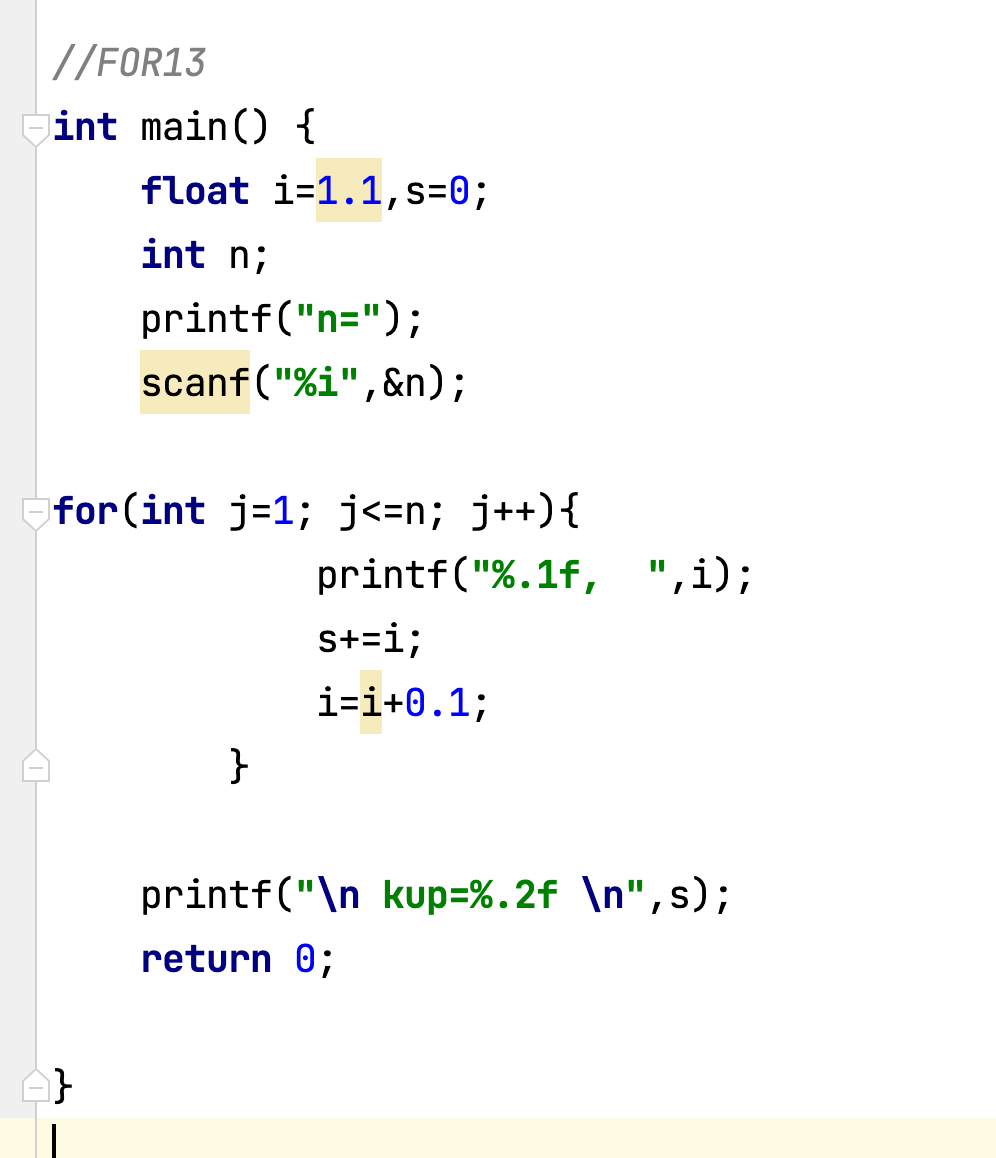 //FOR13
int main() {
    float i=1.1,s=0;
    int n;
    printf("n=");
    scanf("%i",&n);
for(int j=1; j<=n; j++){
            printf("%.1f,  ",i);
            s+=i;
            i=i+0.1;
        }
    printf("\n kup=%.2f \n",s);
    return 0;
}